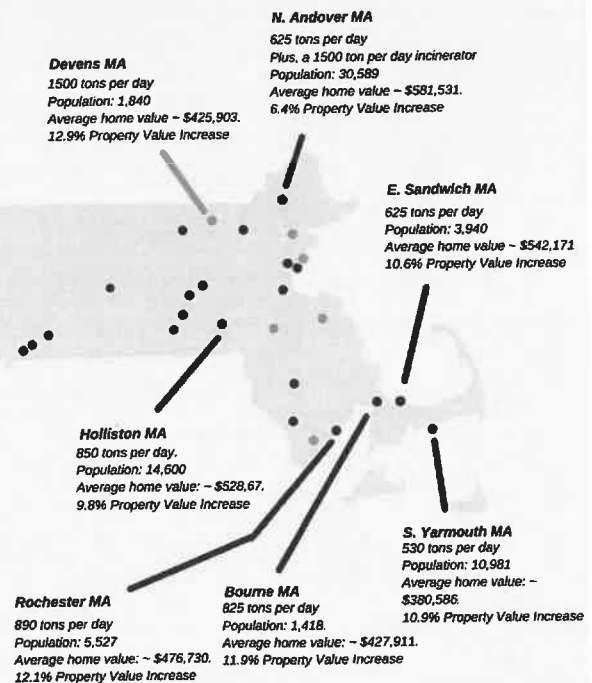 N. Andover MA
625 tons per day
Plus, a 1500 ton per day incinerator
Population: 30,589
Average home value ~ $581,531.
6.4% Property Value Increase
Devens MA
1500 tons per day
Population: 1,840
Average home value ~ $425,903.
12.9% Property Value Increase
E. Sandwich MA
625 tons per day
Population: 3,940
Average home value ~ $542,171
10.6% Property Value Increase
Holliston MA
850 tons per day.
Population: 14,600
Average home value: ~ $528,67.
9.8% Property Value Increase
S. Yarmouth MA
530 tons per day
Population: 10,981
Average home value: ~
$380,586.
10.9% Property Value Increase
Rochester MA
890 tons per day
Population: 5,527
Average home value: ~ $476,730.
12.1% Property Value Increase
Bourne MA
825 tons per day
Population: 1,418.
Average home value: ~ $427,911.
11.9% Property Value Increase